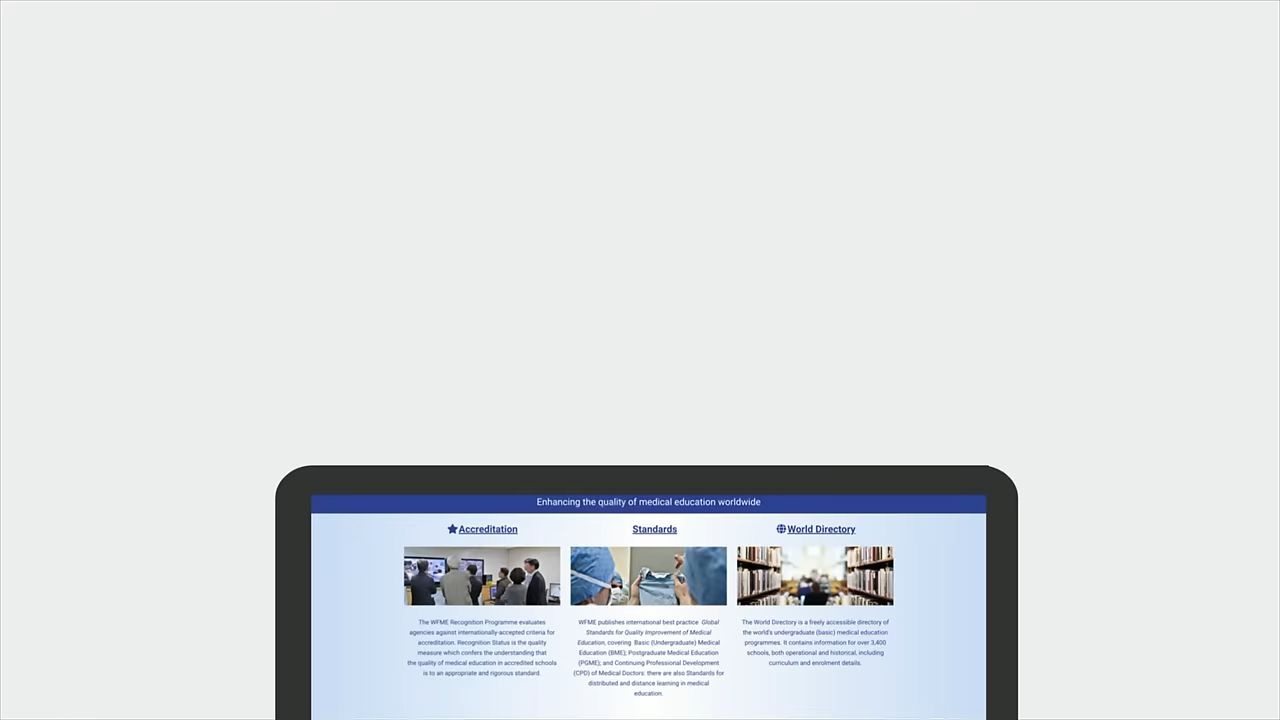 Enhancing the quality of medical education worldwide
Accreditation
Standards
World Directory
The WFME Recognition Programme evaluates
agencies against internationally-accepted criteria for
accreditation. Recognition Status is the quality
measure which confers the understanding that
the quality of medical education in accredited schools
is to an appropriate and rigorous standard.
WFME publishes international best practice Global
Standards for Quality Improvement of Medical
Education, covering Basic (Undergraduate) Medical
Education (BME); Postgraduate Medical Education
(PGME); and Continuing Professional Development
(CPD) of Medical Doctors: there are also Standards for
distributed and distance learning in medical
education.
The World Directory is a freely accessible directory of
the world's undergraduate (basic) medical education
programmes. It contains information for over 3,400
schools, both operational and historical, including
curriculum and enrolment details.